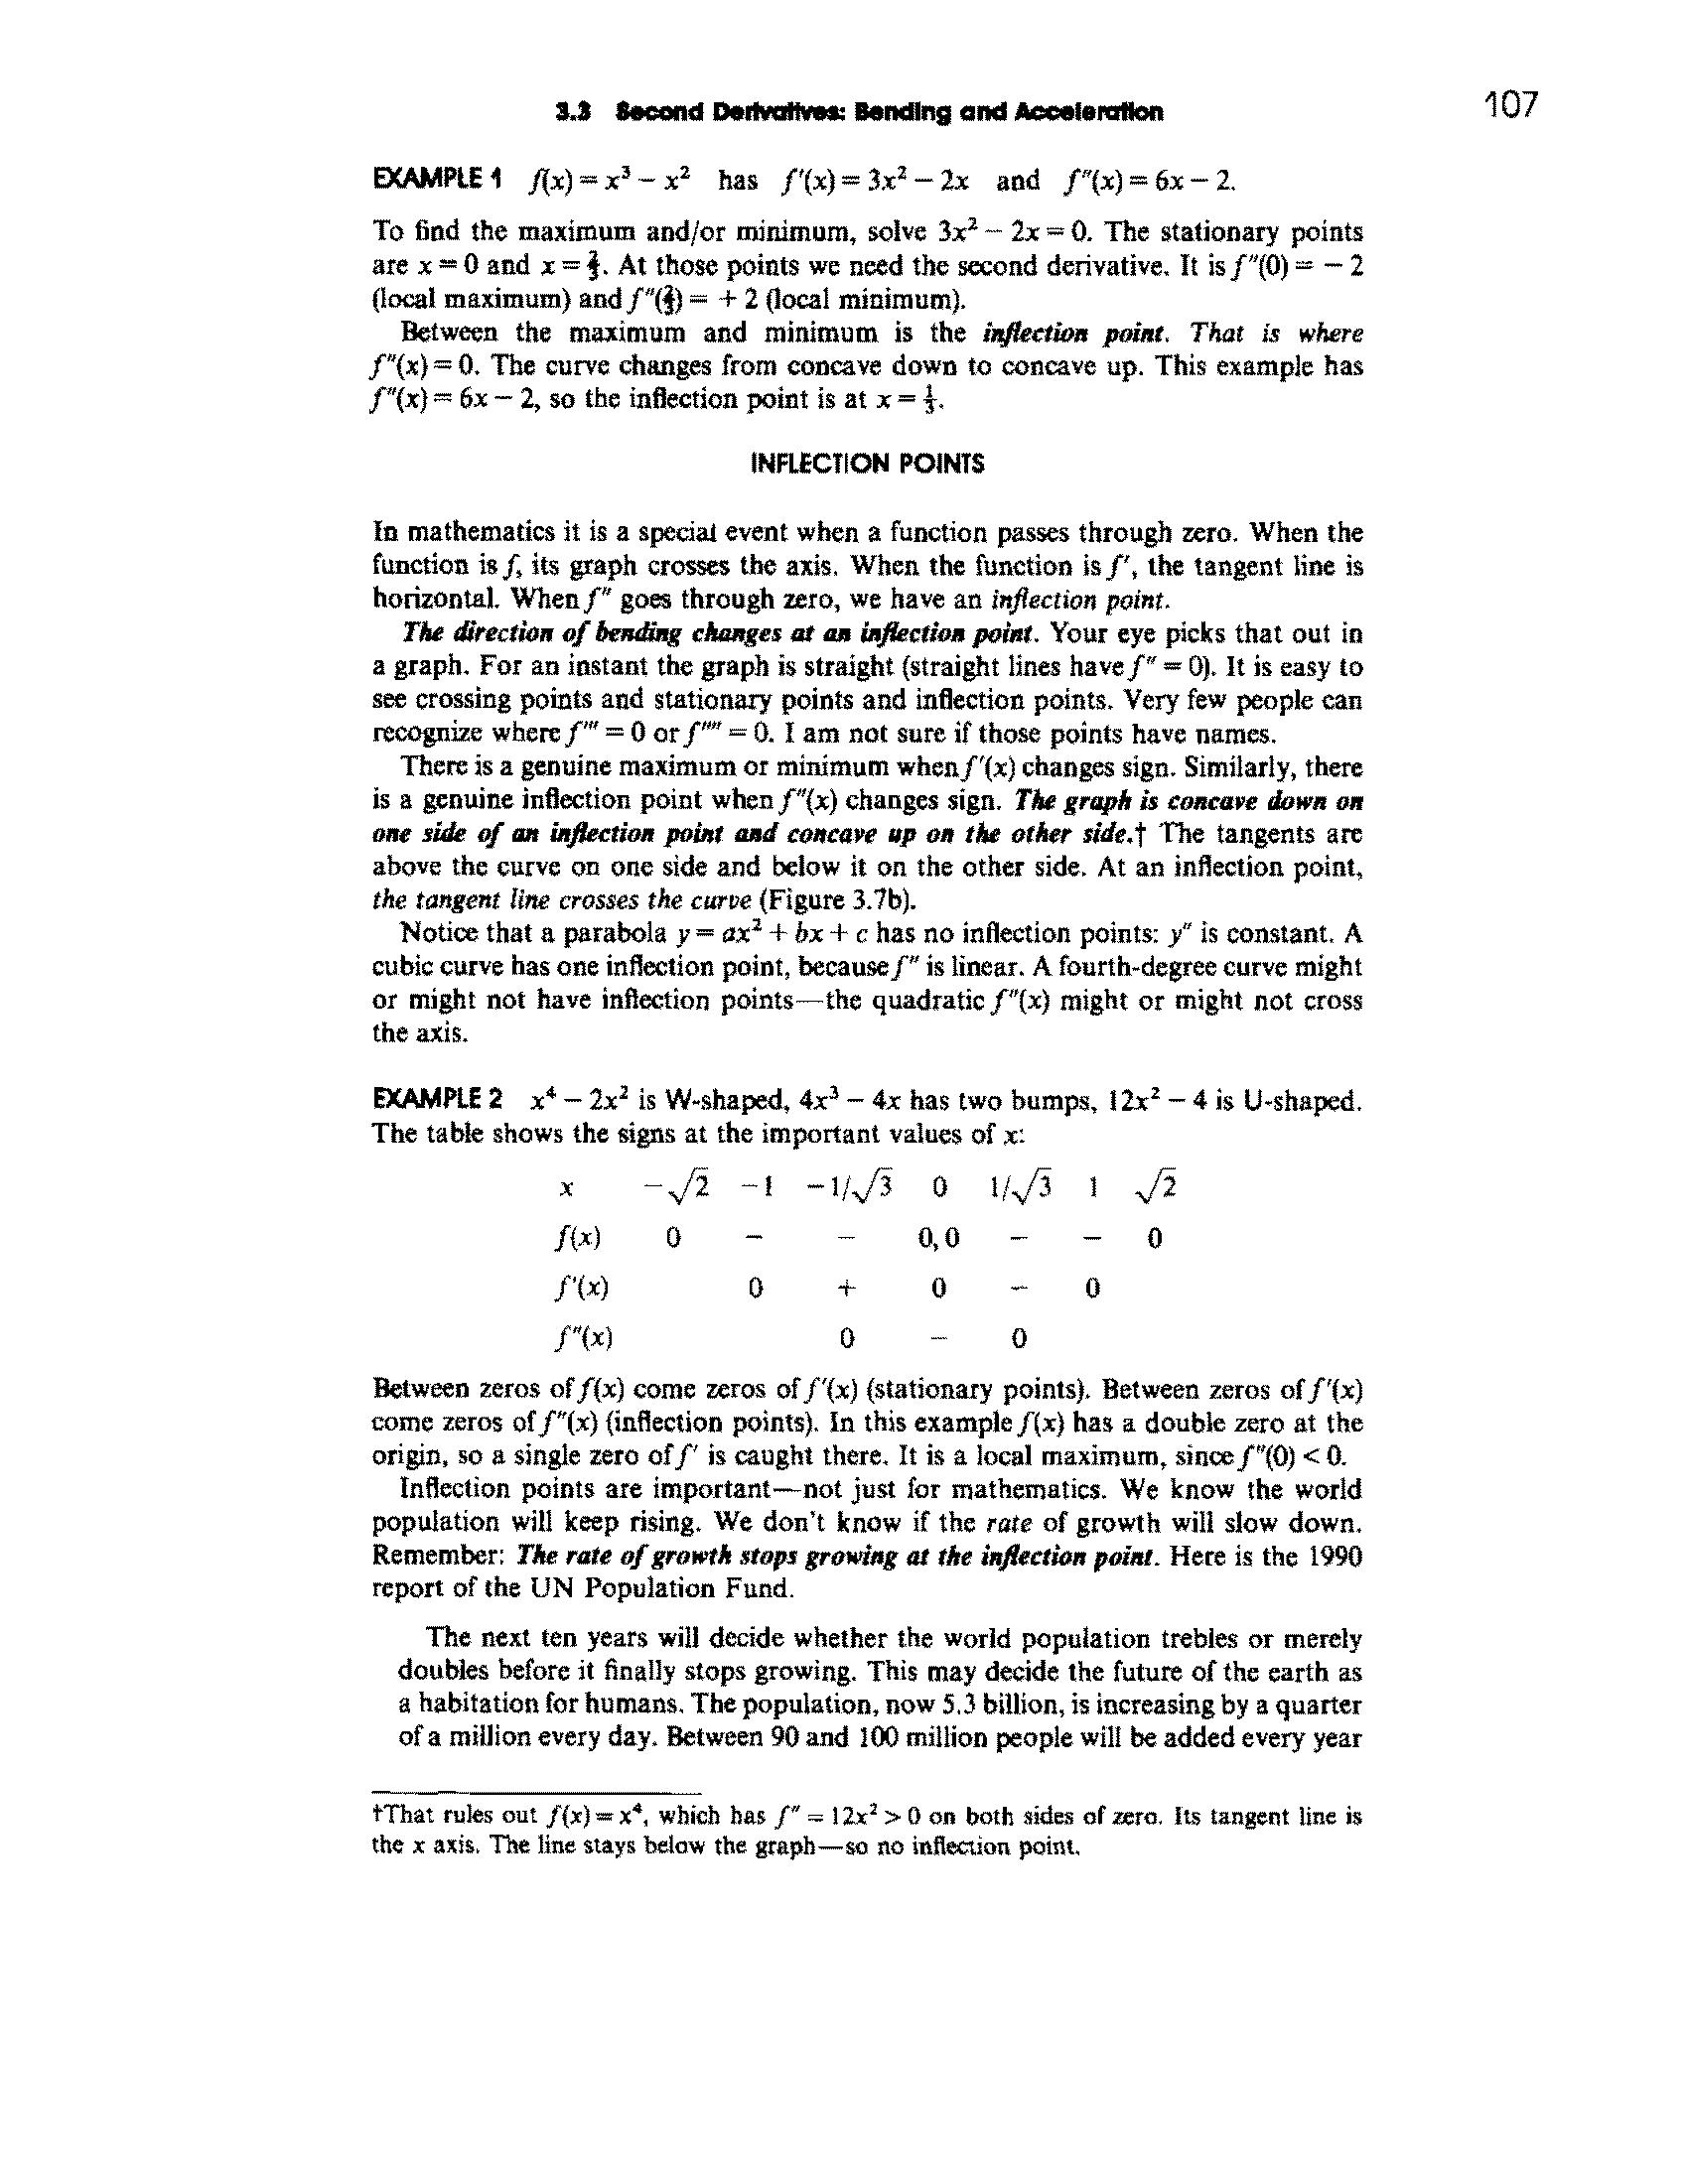 3.3 Second Derivatives: Bending and Acceleration 107
EXAMPLE 1 f(x) = x³ − x² has f′(x) = 3x² − 2x and f″(x) = 6x − 2.
To find the maximum and/or minimum, solve 3x² − 2x = 0. The stationary points
are x = 0 and x = ⅔. At those points we need the second derivative. It is f″(0) = − 2
(local maximum) and f″(⅔) = + 2 (local minimum).
Between the maximum and minimum is the inflection point. That is where
f″(x) = 0. The curve changes from concave down to concave up. This example has
f″(x) = 6x − 2, so the inflection point is at x = ⅓.
INFLECTION POINTS
In mathematics it is a special event when a function passes through zero. When the
function is f, its graph crosses the axis. When the function is f′, the tangent line is
horizontal. When f″ goes through zero, we have an inflection point.
The direction of bending changes at an inflection point. Your eye picks that out in
a graph. For an instant the graph is straight (straight lines have f″ = 0). It is easy to
see crossing points and stationary points and inflection points. Very few people can
recognize where f‴ = 0 or f⁗ = 0. I am not sure if those points have names.
There is a genuine maximum or minimum when f′(x) changes sign. Similarly, there
is a genuine inflection point when f″(x) changes sign. The graph is concave down on
one side of an inflection point and concave up on the other side.† The tangents are
above the curve on one side and below it on the other side. At an inflection point,
the tangent line crosses the curve (Figure 3.7b).
Notice that a parabola y = ax² + bx + c has no inflection points: y″ is constant. A
cubic curve has one inflection point, because f″ is linear. A fourth-degree curve might
or might not have inflection points—the quadratic f″(x) might or might not cross
the axis.
EXAMPLE 2 x⁴ − 2x² is W-shaped, 4x³ − 4x has two bumps, 12x² − 4 is U-shaped.
The table shows the signs at the important values of x:
x −√2 −1 −1/√3 0 1/√3 1 √2
f(x) 0 − − 0, 0 − − 0
f′(x) 0 + 0 − 0
f″(x) 0 − 0
Between zeros of f(x) come zeros of f′(x) (stationary points). Between zeros of f′(x)
come zeros of f″(x) (inflection points). In this example f(x) has a double zero at the
origin, so a single zero of f′ is caught there. It is a local maximum, since f″(0) < 0.
Inflection points are important—not just for mathematics. We know the world
population will keep rising. We don't know if the rate of growth will slow down.
Remember: The rate of growth stops growing at the inflection point. Here is the 1990
report of the UN Population Fund.
The next ten years will decide whether the world population trebles or merely
doubles before it finally stops growing. This may decide the future of the earth as
a habitation for humans. The population, now 5.3 billion, is increasing by a quarter
of a million every day. Between 90 and 100 million people will be added every year
†That rules out f(x) = x⁴, which has f″ = 12x² > 0 on both sides of zero. Its tangent line is
the x axis. The line stays below the graph—so no inflection point.